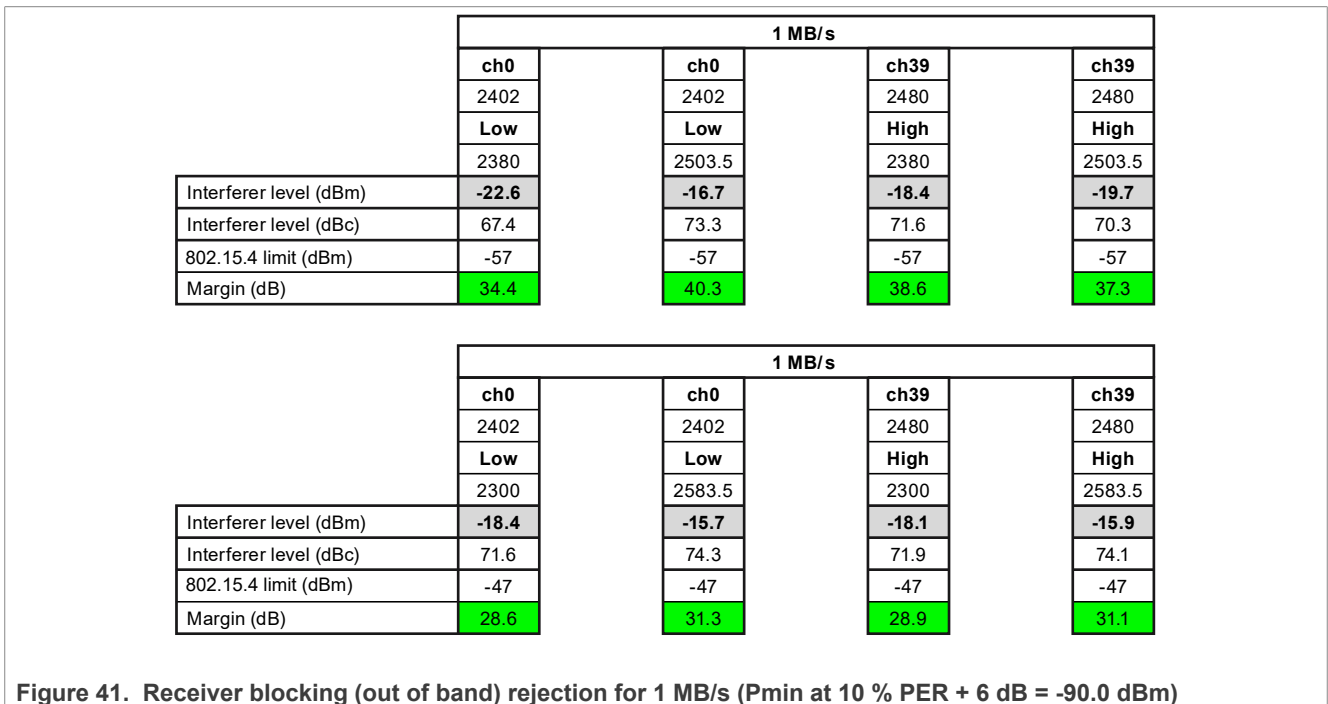 1 MB/s
ch0 ch0 ch39 ch39
2402 2402 2480 2480
Low Low High High
2380 2503.5 2380 2503.5
Interferer level (dBm) -22.6 -16.7 -18.4 -19.7
Interferer level (dBc) 67.4 73.3 71.6 70.3
802.15.4 limit (dBm) -57 -57 -57 -57
Margin (dB) 34.4 40.3 38.6 37.3
1 MB/s
ch0 ch0 ch39 ch39
2402 2402 2480 2480
Low Low High High
2300 2583.5 2300 2583.5
Interferer level (dBm) -18.4 -15.7 -18.1 -15.9
Interferer level (dBc) 71.6 74.3 71.9 74.1
802.15.4 limit (dBm) -47 -47 -47 -47
Margin (dB) 28.6 31.3 28.9 31.1
Figure 41. Receiver blocking (out of band) rejection for 1 MB/s (Pmin at 10 % PER + 6 dB = -90.0 dBm)